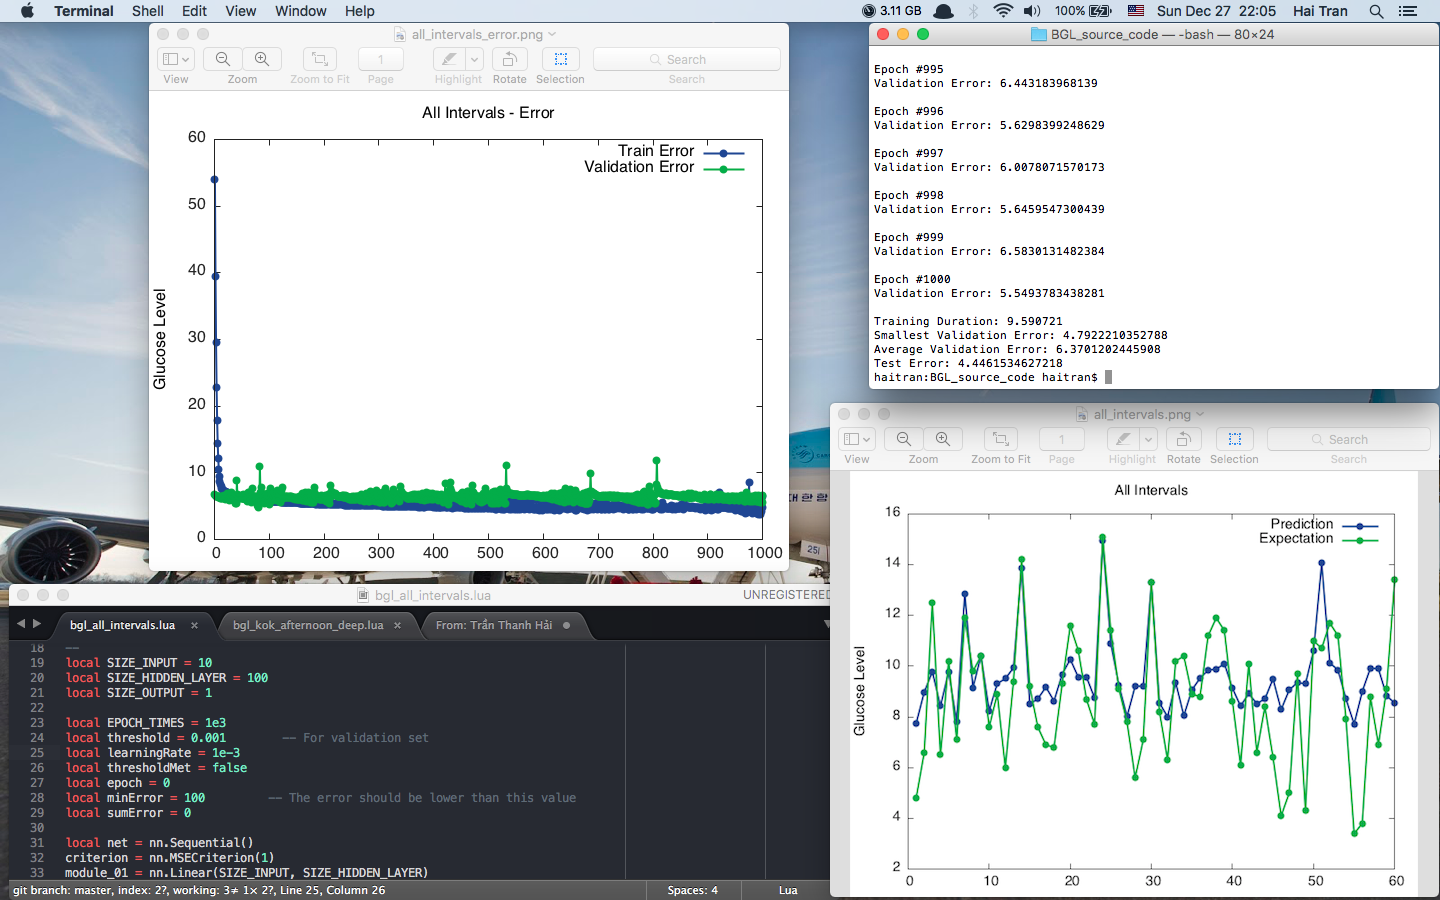 Terminal Shell Edit View Window Help 3.11 GB 100% Sun Dec 27 22:05 Hai Tran
all_intervals_error.png
1 Search
View Zoom Zoom to Fit Page Highlight Rotate Selection Search
All Intervals - Error
Train Error
Validation Error
Glucose Level
60
50
40
30
20
10
0
0 100 200 300 400 500 600 700 800 900 1000
BGL_source_code — -bash — 80×24
Epoch #995
Validation Error: 6.443183968139
Epoch #996
Validation Error: 5.6298399248629
Epoch #997
Validation Error: 6.0078071570173
Epoch #998
Validation Error: 5.6459547300439
Epoch #999
Validation Error: 6.5830131482384
Epoch #1000
Validation Error: 5.5493783438281
Training Duration: 9.590721
Smallest Validation Error: 4.7922210352788
Average Validation Error: 6.3701202445908
Test Error: 4.4461534627218
haitran:BGL_source_code haitran$
대한항
251
bgl_all_intervals.lua UNREGISTERED
bgl_all_intervals.lua × bgl_kok_afternoon_deep.lua × From: Trần Thanh Hải
18 --
19 local SIZE_INPUT = 10
20 local SIZE_HIDDEN_LAYER = 100
21 local SIZE_OUTPUT = 1
22
23 local EPOCH_TIMES = 1e3
24 local threshold = 0.001 -- For validation set
25 local learningRate = 1e-3
26 local thresholdMet = false
27 local epoch = 0
28 local minError = 100 -- The error should be lower than this value
29 local sumError = 0
30
31 local net = nn.Sequential()
32 criterion = nn.MSECriterion(1)
33 module_01 = nn.Linear(SIZE_INPUT, SIZE_HIDDEN_LAYER)
git branch: master, index: 2?, working: 3≠ 1× 2?, Line 25, Column 26 Spaces: 4 Lua
all_intervals.png
1 Search
View Zoom Zoom to Fit Page Highlight Rotate Selection Search
All Intervals
Prediction
Expectation
Glucose Level
16
14
12
10
8
6
4
2
0 10 20 30 40 50 60